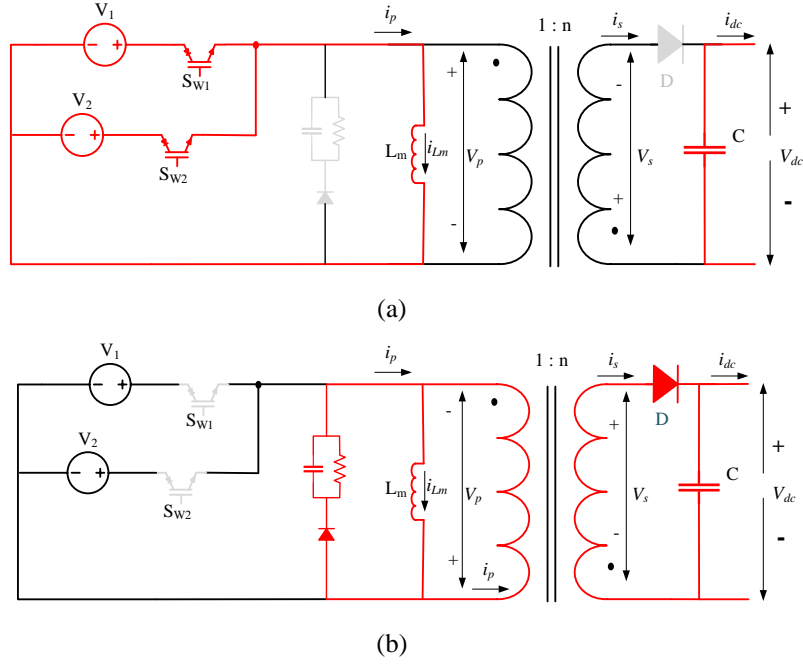 V1
iₚ
1 : n
iₛ
i_dc
SW1
+
-
D
+
V2
Lm
iLm
Vp
Vs
C
Vdc
SW2
-
+
-
(a)
V1
ip
1 : n
is
idc
SW1
-
+
D
+
V2
Lm
iLm
Vp
Vs
C
Vdc
SW2
+
ip
-
-
(b)